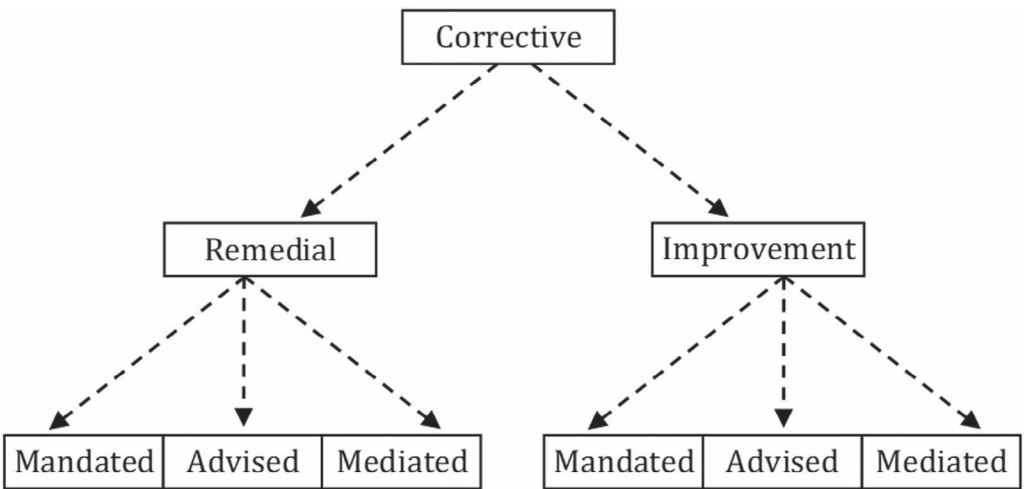 Corrective
Remedial
Improvement
Mandated Advised Mediated
Mandated Advised Mediated